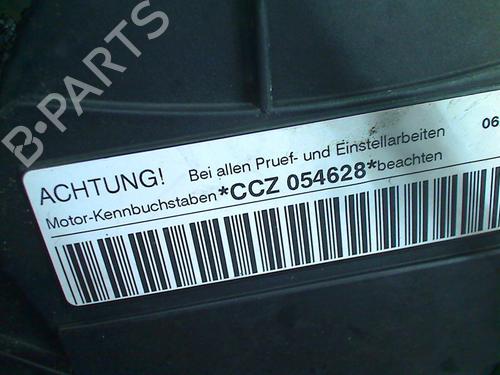 B-PARTS
ACHTUNG! Bei allen Pruef- und Einstellarbeiten 06
Motor-Kennbuchstaben *CCZ 054628* beachten